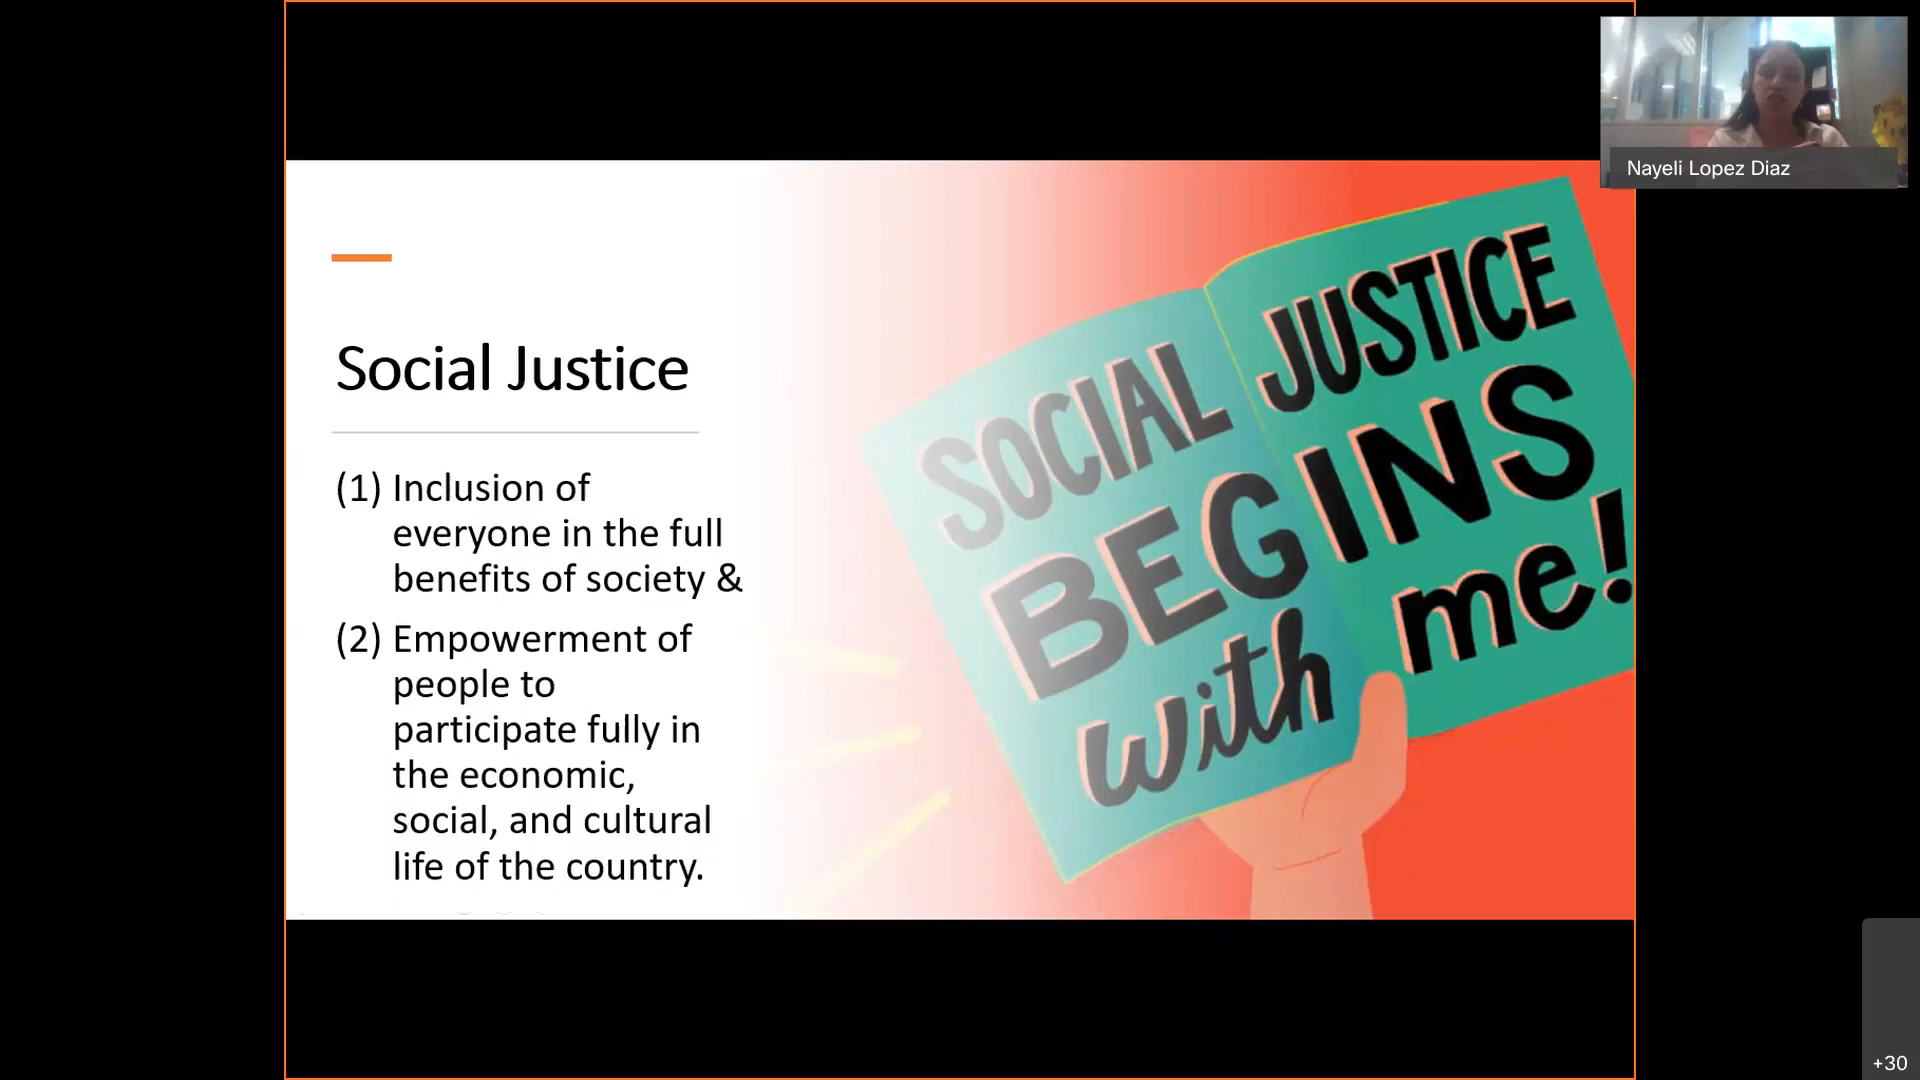 Nayeli Lopez Diaz
Social Justice
(1) Inclusion of
everyone in the full
benefits of society &
(2) Empowerment of
people to
participate fully in
the economic,
social, and cultural
life of the country.
SOCIAL JUSTICE
BEGINS
with me!
+30